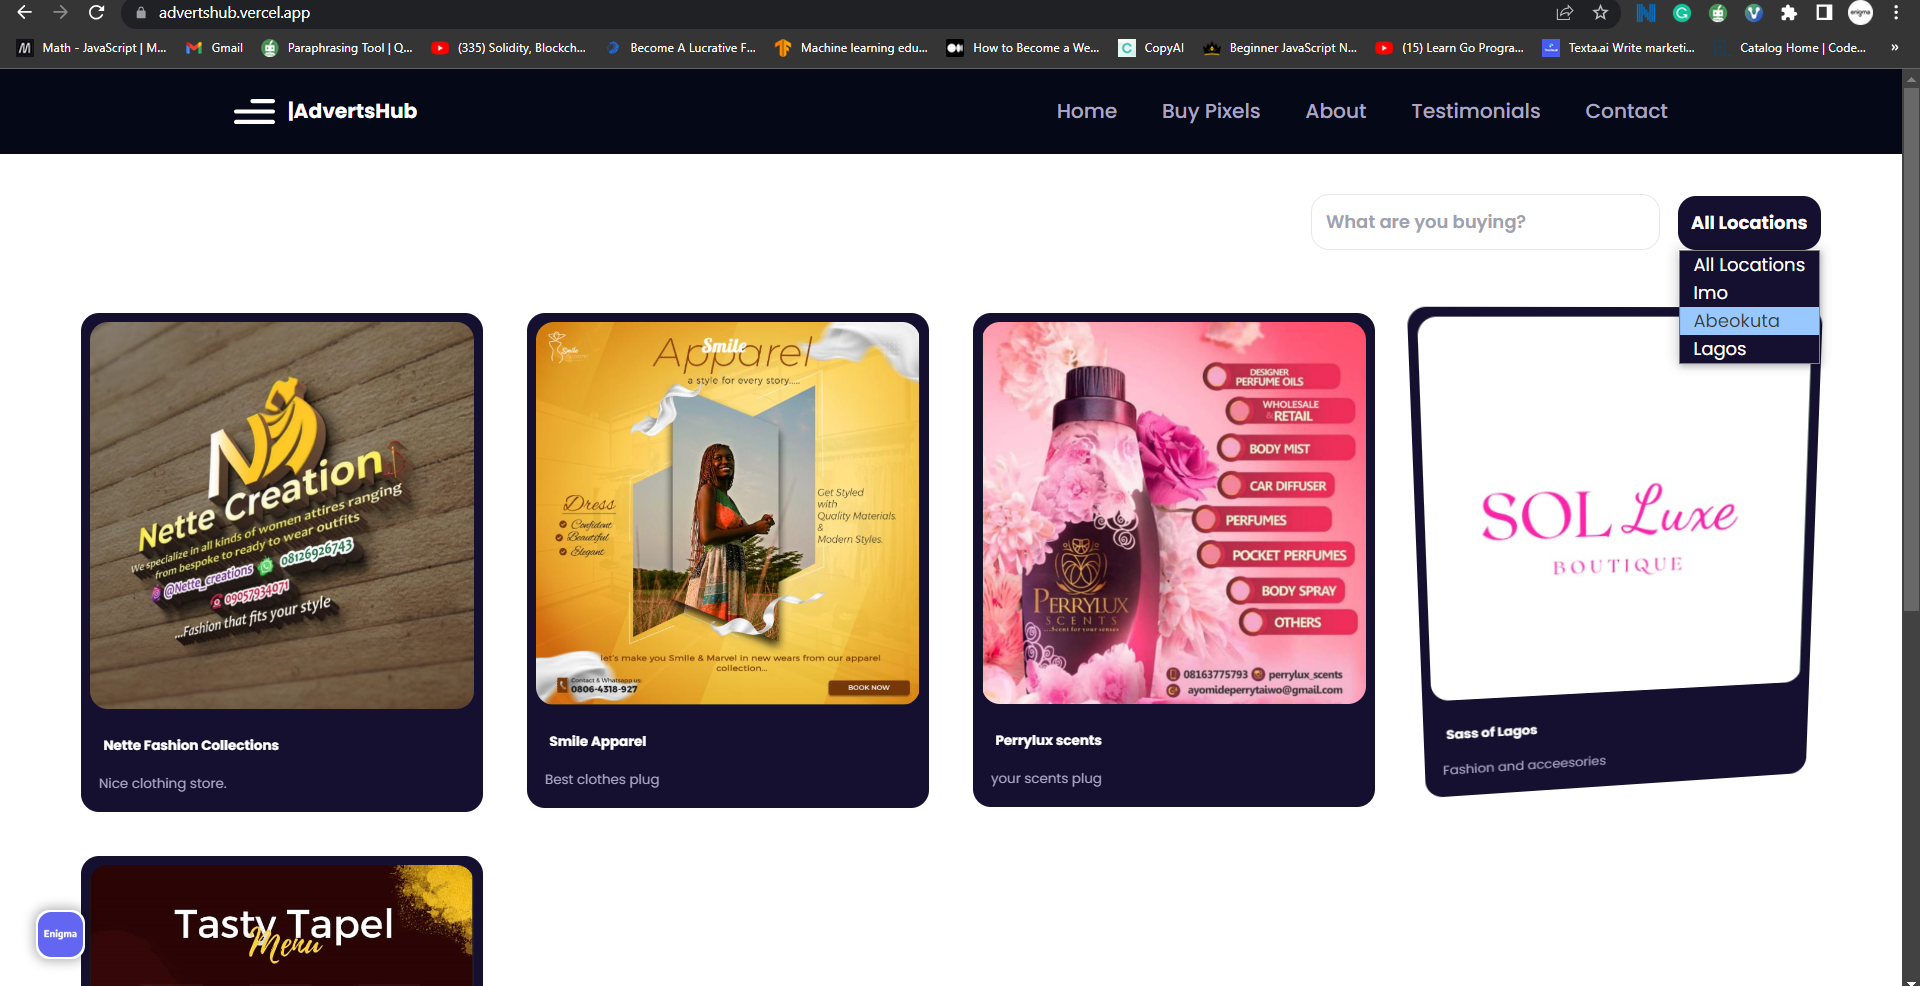 advertshub.vercel.app
Math - JavaScript | M...
Gmail
Paraphrasing Tool | Q...
(335) Solidity, Blockch...
Become A Lucrative F...
Machine learning edu...
How to Become a We...
CopyAI
Beginner JavaScript N...
(15) Learn Go Progra...
Texta.ai Write marketi...
Catalog Home | Code...
»
|AdvertsHub
Home
Buy Pixels
About
Testimonials
Contact
What are you buying?
All Locations
All Locations
Imo
Abeokuta
Lagos
Nette Creation
We specialize in all kinds of women attires ranging
from bespoke to ready to wear outfits
@Nette_creations 08126926743
09057934071
...Fashion that fits your style
Nette Fashion Collections
Nice clothing store.
Smile
Apparel
Smile
a style for every story.....
Dress
Confident
Beautiful
Elegant
Get Styled
with
Quality Materials
&
Modern Styles.
let's make you Smile & Marvel in new wears from our apparel
collection...
Contact & Whatsapp us:
0806-4318-927
BOOK NOW
Smile Apparel
Best clothes plug
DESIGNER
PERFUME OILS
WHOLESALE
& RETAIL
BODY MIST
CAR DIFFUSER
PERFUMES
POCKET PERFUMES
BODY SPRAY
OTHERS
PERRYLUX
SCENTS
...Scent for your senses
08163775793 perrylux_scents
ayomideperrytaiwo@gmail.com
Perrylux scents
your scents plug
SOL Luxe
BOUTIQUE
Sass of Lagos
Fashion and acceesories
Tasty Tapel
Menu
Enigma